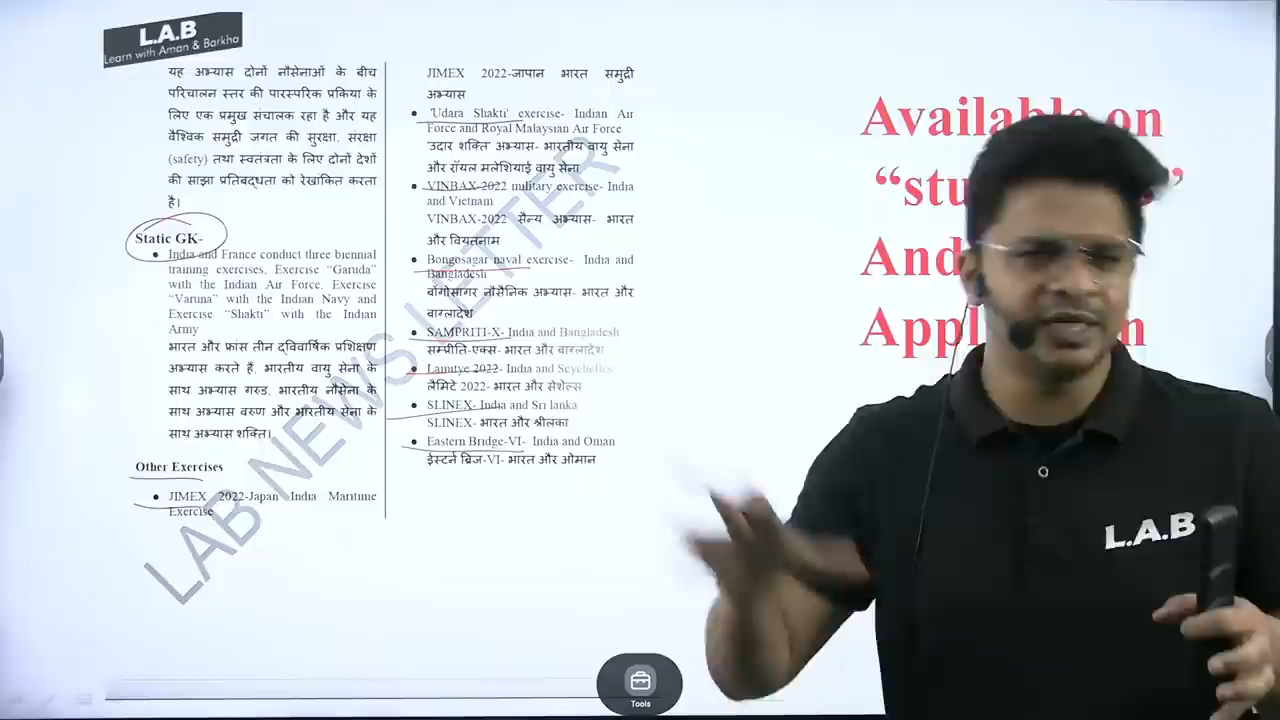 L.A.B
Learn with Aman & Barkha
यह अभ्यास दोनों नौसेनाओं के बीच
परिचालन स्तर की पारस्परिक प्रकिया के
लिए एक प्रमुख संचालक रहा है और यह
वैश्विक समुद्री जगत की सुरक्षा, संरक्षा
(safety) तथा स्वतंत्रता के लिए दोनों देशों
की साझा प्रतिबद्धता को रेखांकित करता
है।
Static GK-
India and France conduct three biennial
training exercises, Exercise “Garuda”
with the Indian Air Force, Exercise
“Varuna” with the Indian Navy and
Exercise “Shakti” with the Indian
Army
भारत और फ्रांस तीन द्विवार्षिक प्रशिक्षण
अभ्यास करते हैं, भारतीय वायु सेना के
साथ अभ्यास गरुड, भारतीय नौसेना के
साथ अभ्यास वरुण और भारतीय सेना के
साथ अभ्यास शक्ति।
Other Exercises
JIMEX 2022-Japan India Maritime
Exercise
JIMEX 2022-जापान भारत समुद्री
अभ्यास
'Udara Shakti' exercise- Indian Air
Force and Royal Malaysian Air Force
'उदार शक्ति' अभ्यास- भारतीय वायु सेना
और रॉयल मलेशियाई वायु सेना
VINBAX-2022 military exercise- India
and Vietnam
VINBAX-2022 सैन्य अभ्यास- भारत
और वियतनाम
Bongosagar naval exercise- India and
Bangladesh
बोंगोसागर नौसैनिक अभ्यास- भारत और
बांग्लादेश
SAMPRITI-X- India and Bangladesh
सम्प्रीति-एक्स- भारत और बांग्लादेश
Lamitye 2022- India and Seychelles
लैमिटे 2022- भारत और सेशेल्स
SLINEX- India and Sri lanka
SLINEX- भारत और श्रीलंका
Eastern Bridge-VI- India and Oman
ईस्टर्न ब्रिज-VI- भारत और ओमान
LAB NEWS LETTER
Available on
And
L.A.B
Tools